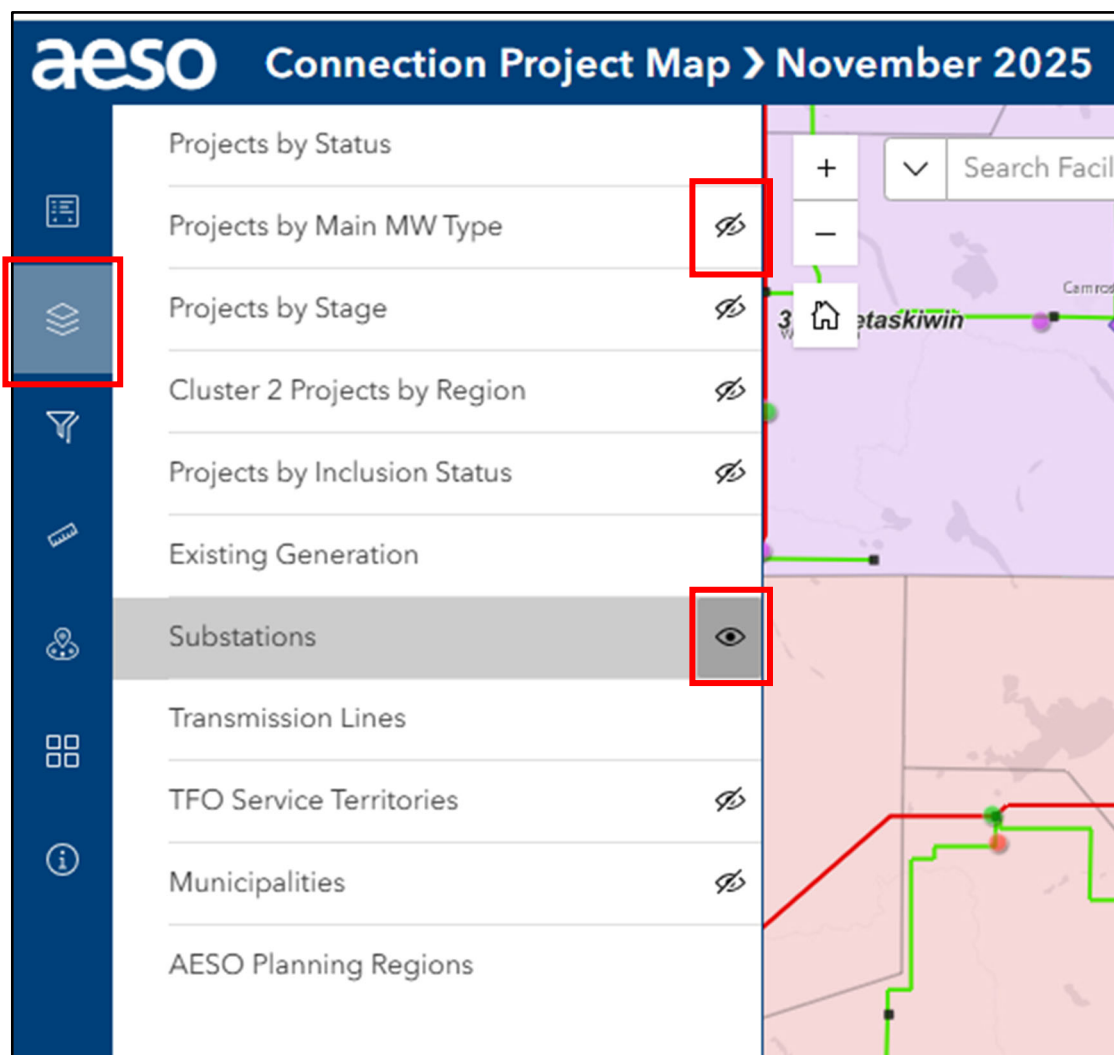 aeso Connection Project Map ❯ November 2025
Projects by Status
Projects by Main MW Type
Projects by Stage
Cluster 2 Projects by Region
Projects by Inclusion Status
Existing Generation
Substations
Transmission Lines
TFO Service Territories
Municipalities
AESO Planning Regions
+
Search Facil
−
Camros
3 etaskiwin